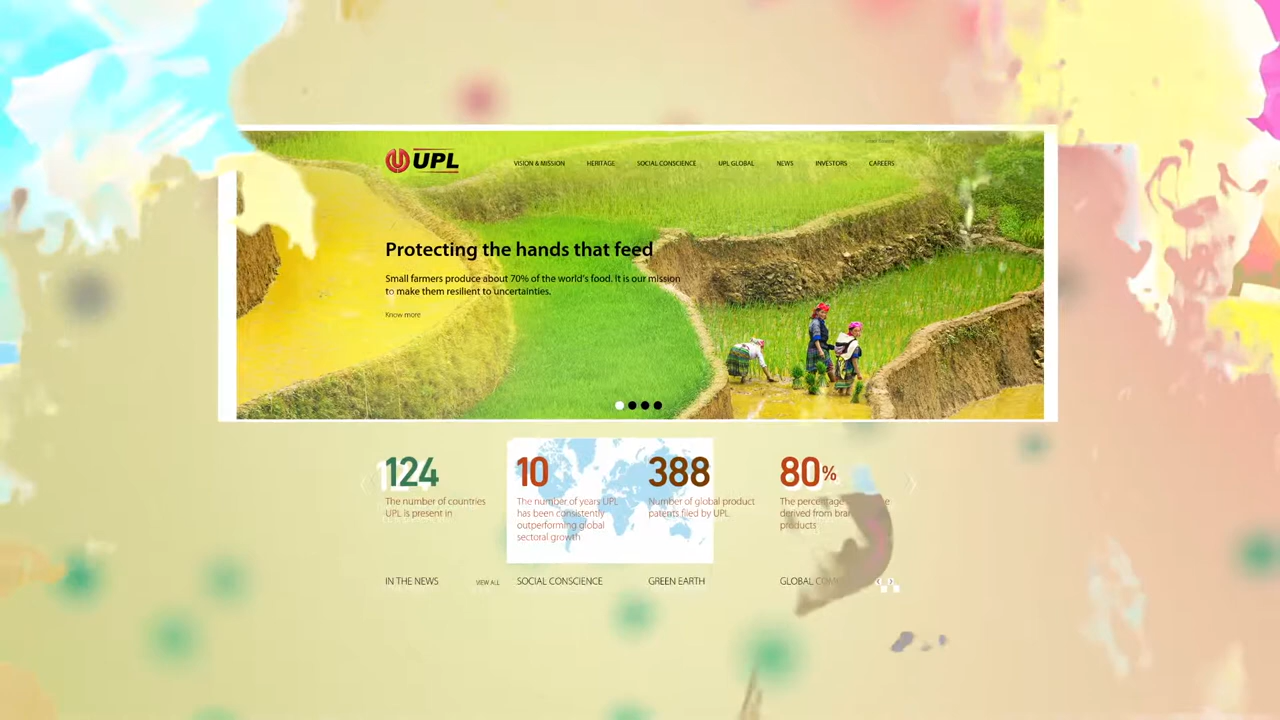 UPL
VISION & MISSION HERITAGE SOCIAL CONSCIENCE UPL GLOBAL NEWS INVESTORS CAREERS
Protecting the hands that feed
Small farmers produce about 70% of the world's food. It is our mission
to make them resilient to uncertainties.
Know more
124
The number of countries
UPL is present in
10
The number of years UPL
has been consistently
outperforming global
sectoral growth
388
Number of global product
patents filed by UPL.
80%
The percentage
derived from
products
IN THE NEWS VIEW ALL SOCIAL CONSCIENCE GREEN EARTH GLOBAL